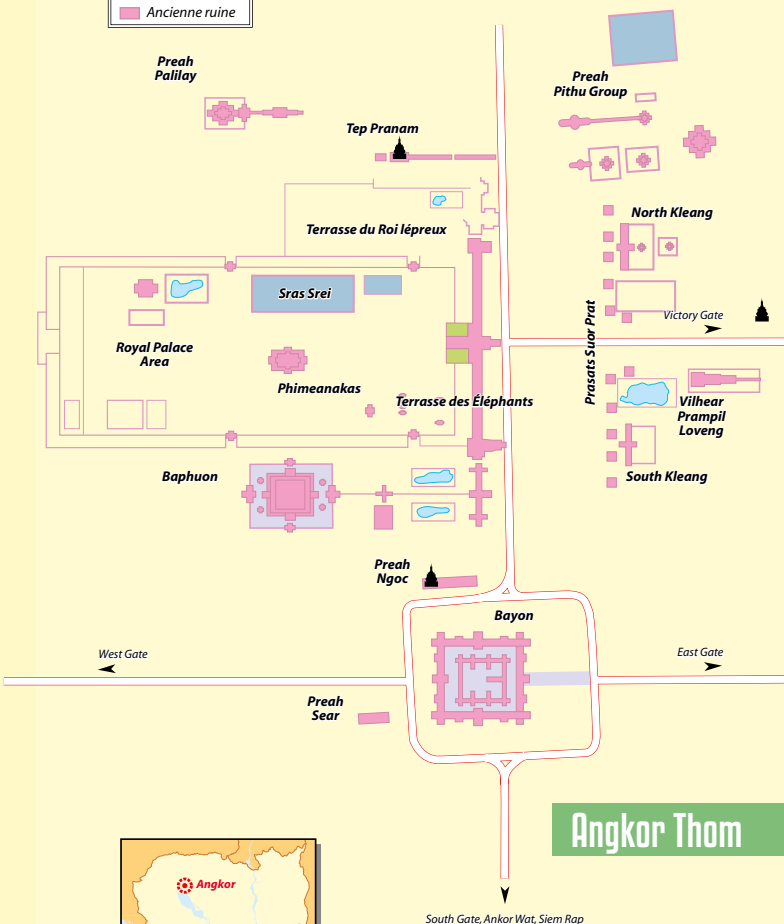 Ancienne ruine
Preah
Palilay
Preah
Pithu Group
Tep Pranam
North Kleang
Terrasse du Roi lépreux
Sras Srei
Victory Gate
Prasats Suor Prat
Royal Palace
Area
Phimeanakas
Terrasse des Éléphants
Vilhear
Prampil
Loveng
Baphuon
South Kleang
Preah
Ngoc
Bayon
West Gate
East Gate
Preah
Sear
Angkor Thom
Angkor
South Gate, Ankor Wat, Siem Rap